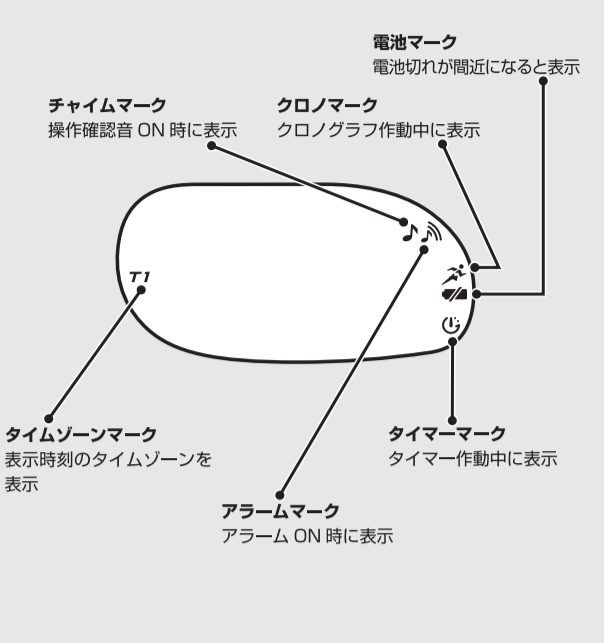 電池マーク
電池切れが間近になると表示
チャイムマーク
操作確認音 ON 時に表示
クロノマーク
クロノグラフ作動中に表示
T1
タイムゾーンマーク
表示時刻のタイムゾーンを
表示
タイマーマーク
タイマー作動中に表示
アラームマーク
アラーム ON 時に表示